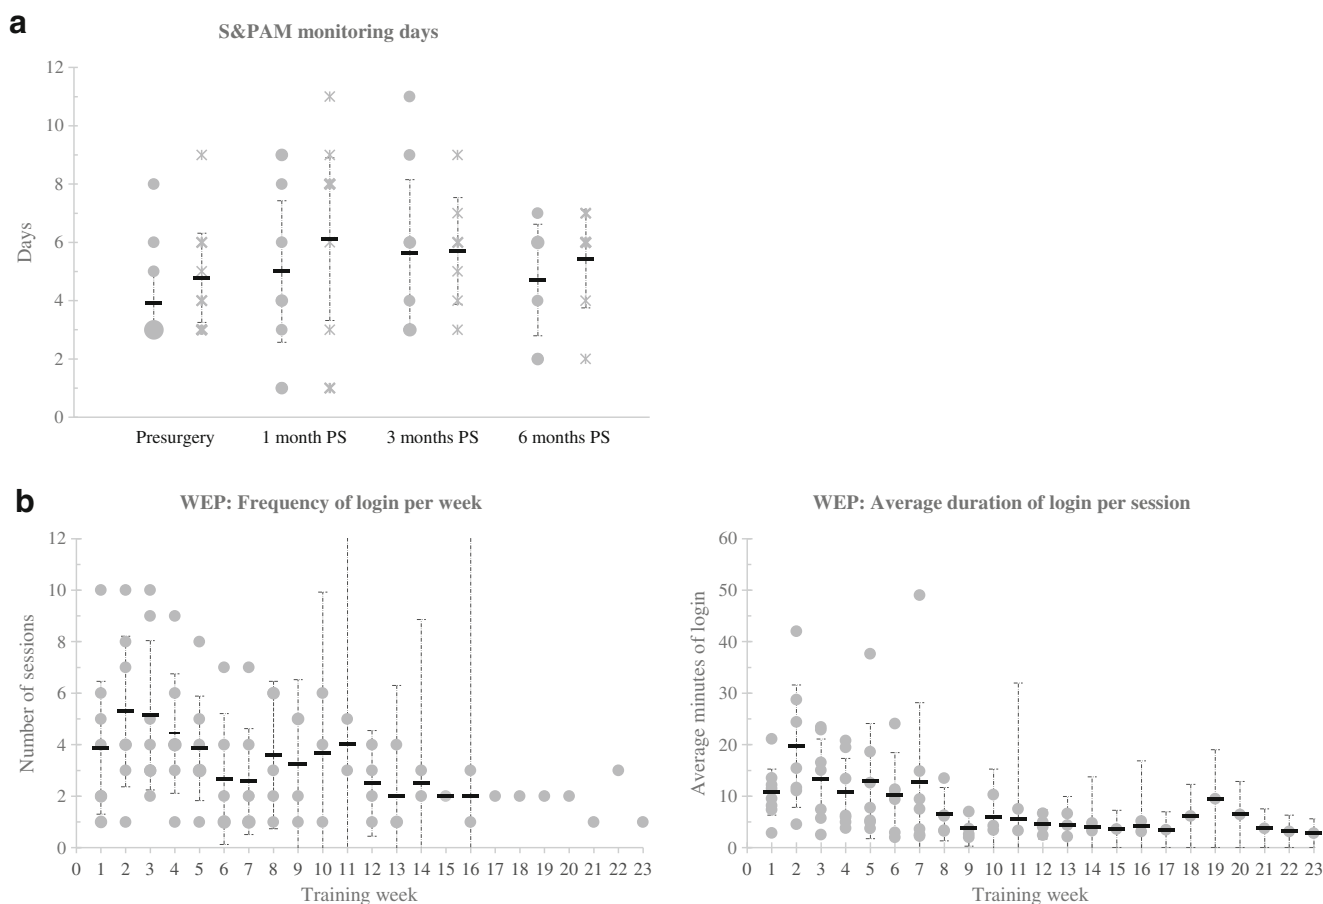 a
S&PAM monitoring days
12
10
8
6
4
2
0
Days
Presurgery 1 month PS 3 months PS 6 months PS
b
WEP: Frequency of login per week
12
10
8
6
4
2
0
Number of sessions
0 1 2 3 4 5 6 7 8 9 10 11 12 13 14 15 16 17 18 19 20 21 22 23
Training week
WEP: Average duration of login per session
60
50
40
30
20
10
0
Average minutes of login
0 1 2 3 4 5 6 7 8 9 10 11 12 13 14 15 16 17 18 19 20 21 22 23
Training week